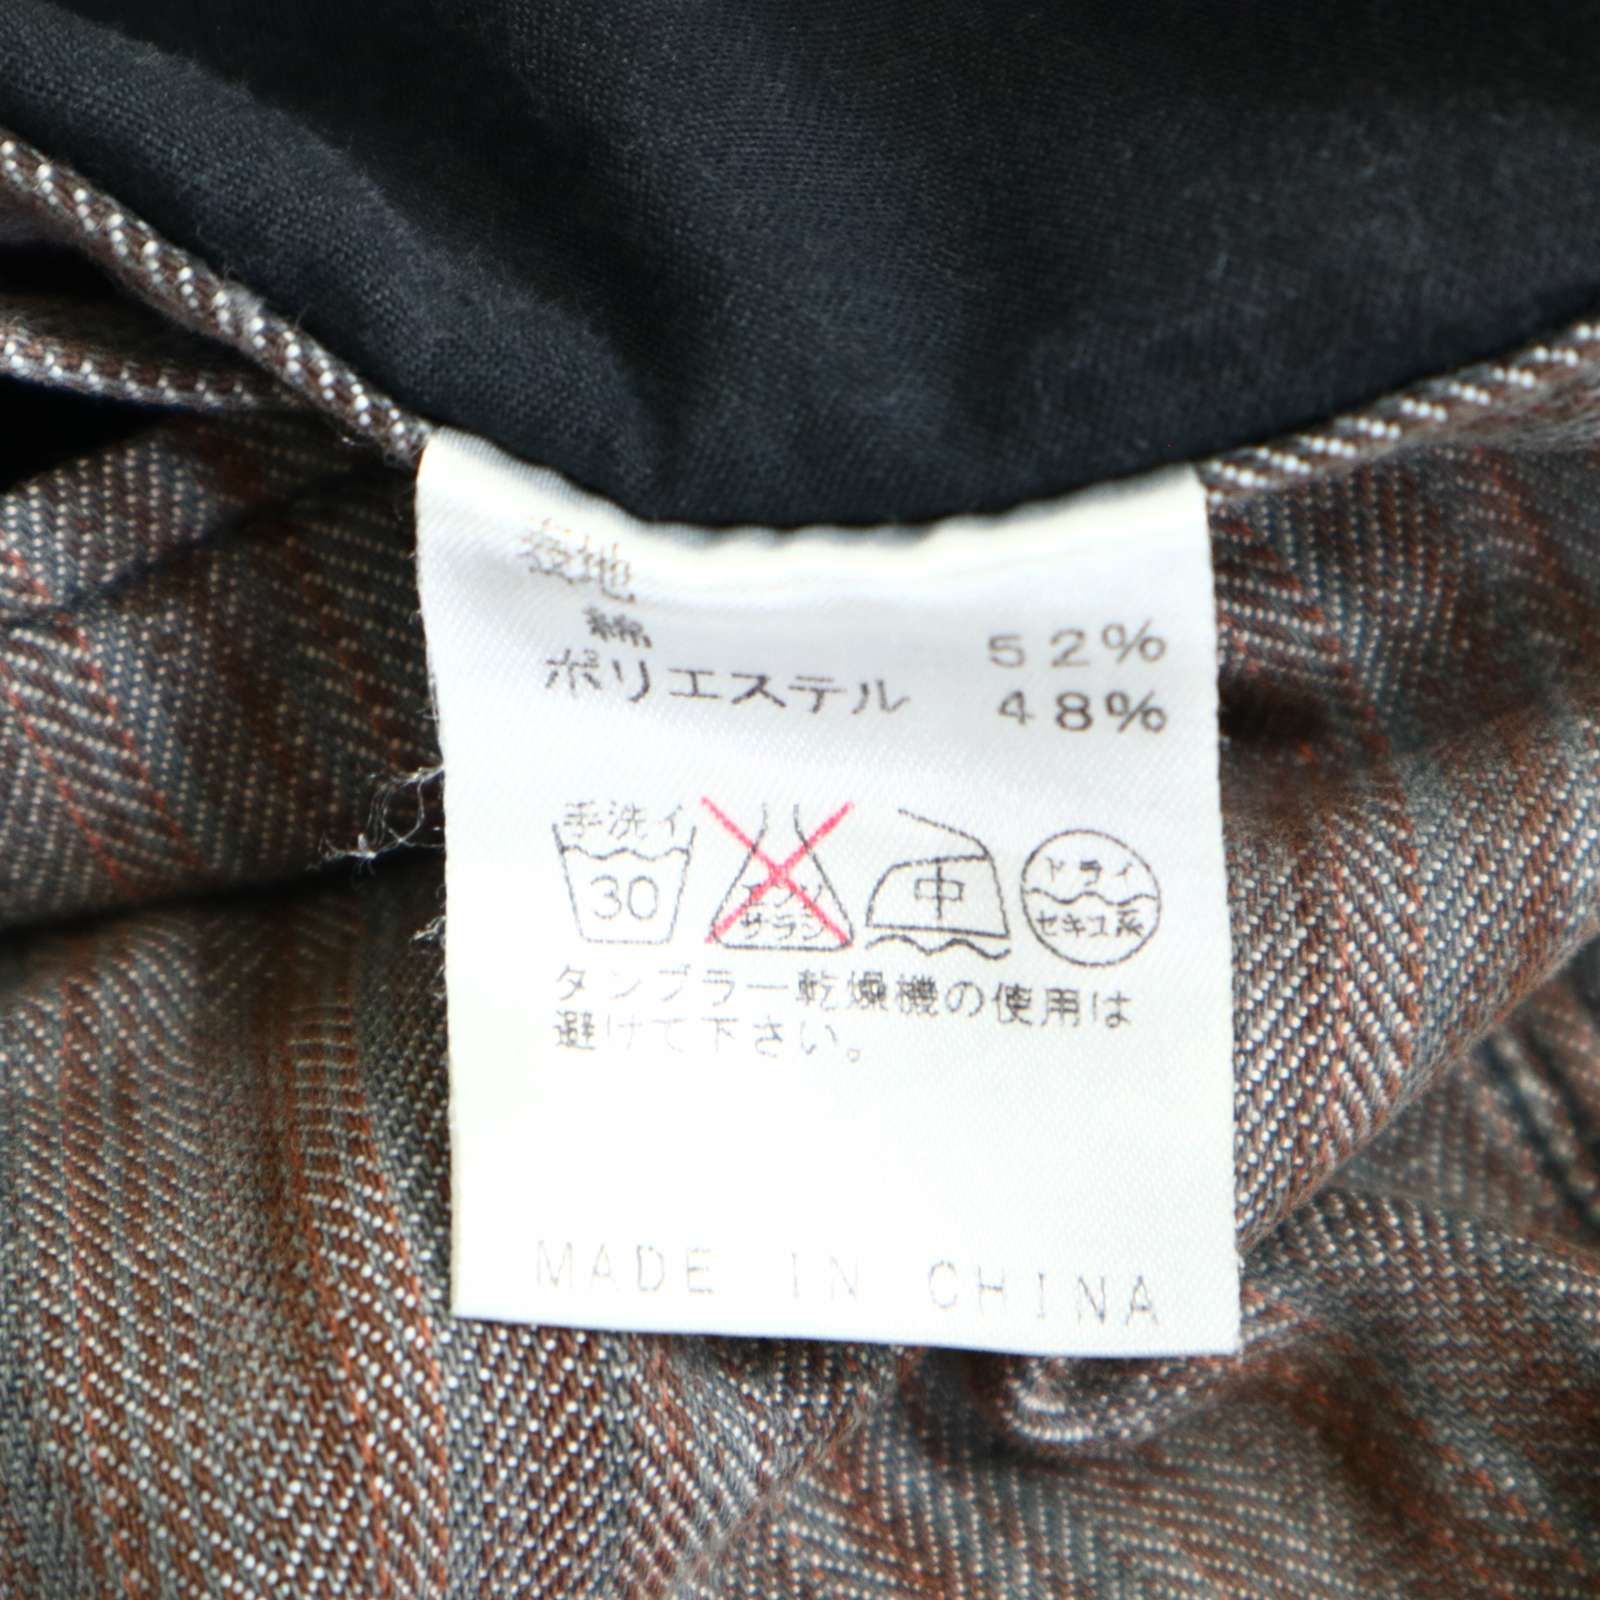 表地
綿 52%
ポリエステル 48%
手洗イ
30
エンソ
サラシ
中
ドライ
セキユ系
タンブラー乾燥機の使用は
避けて下さい。
MADE IN CHINA